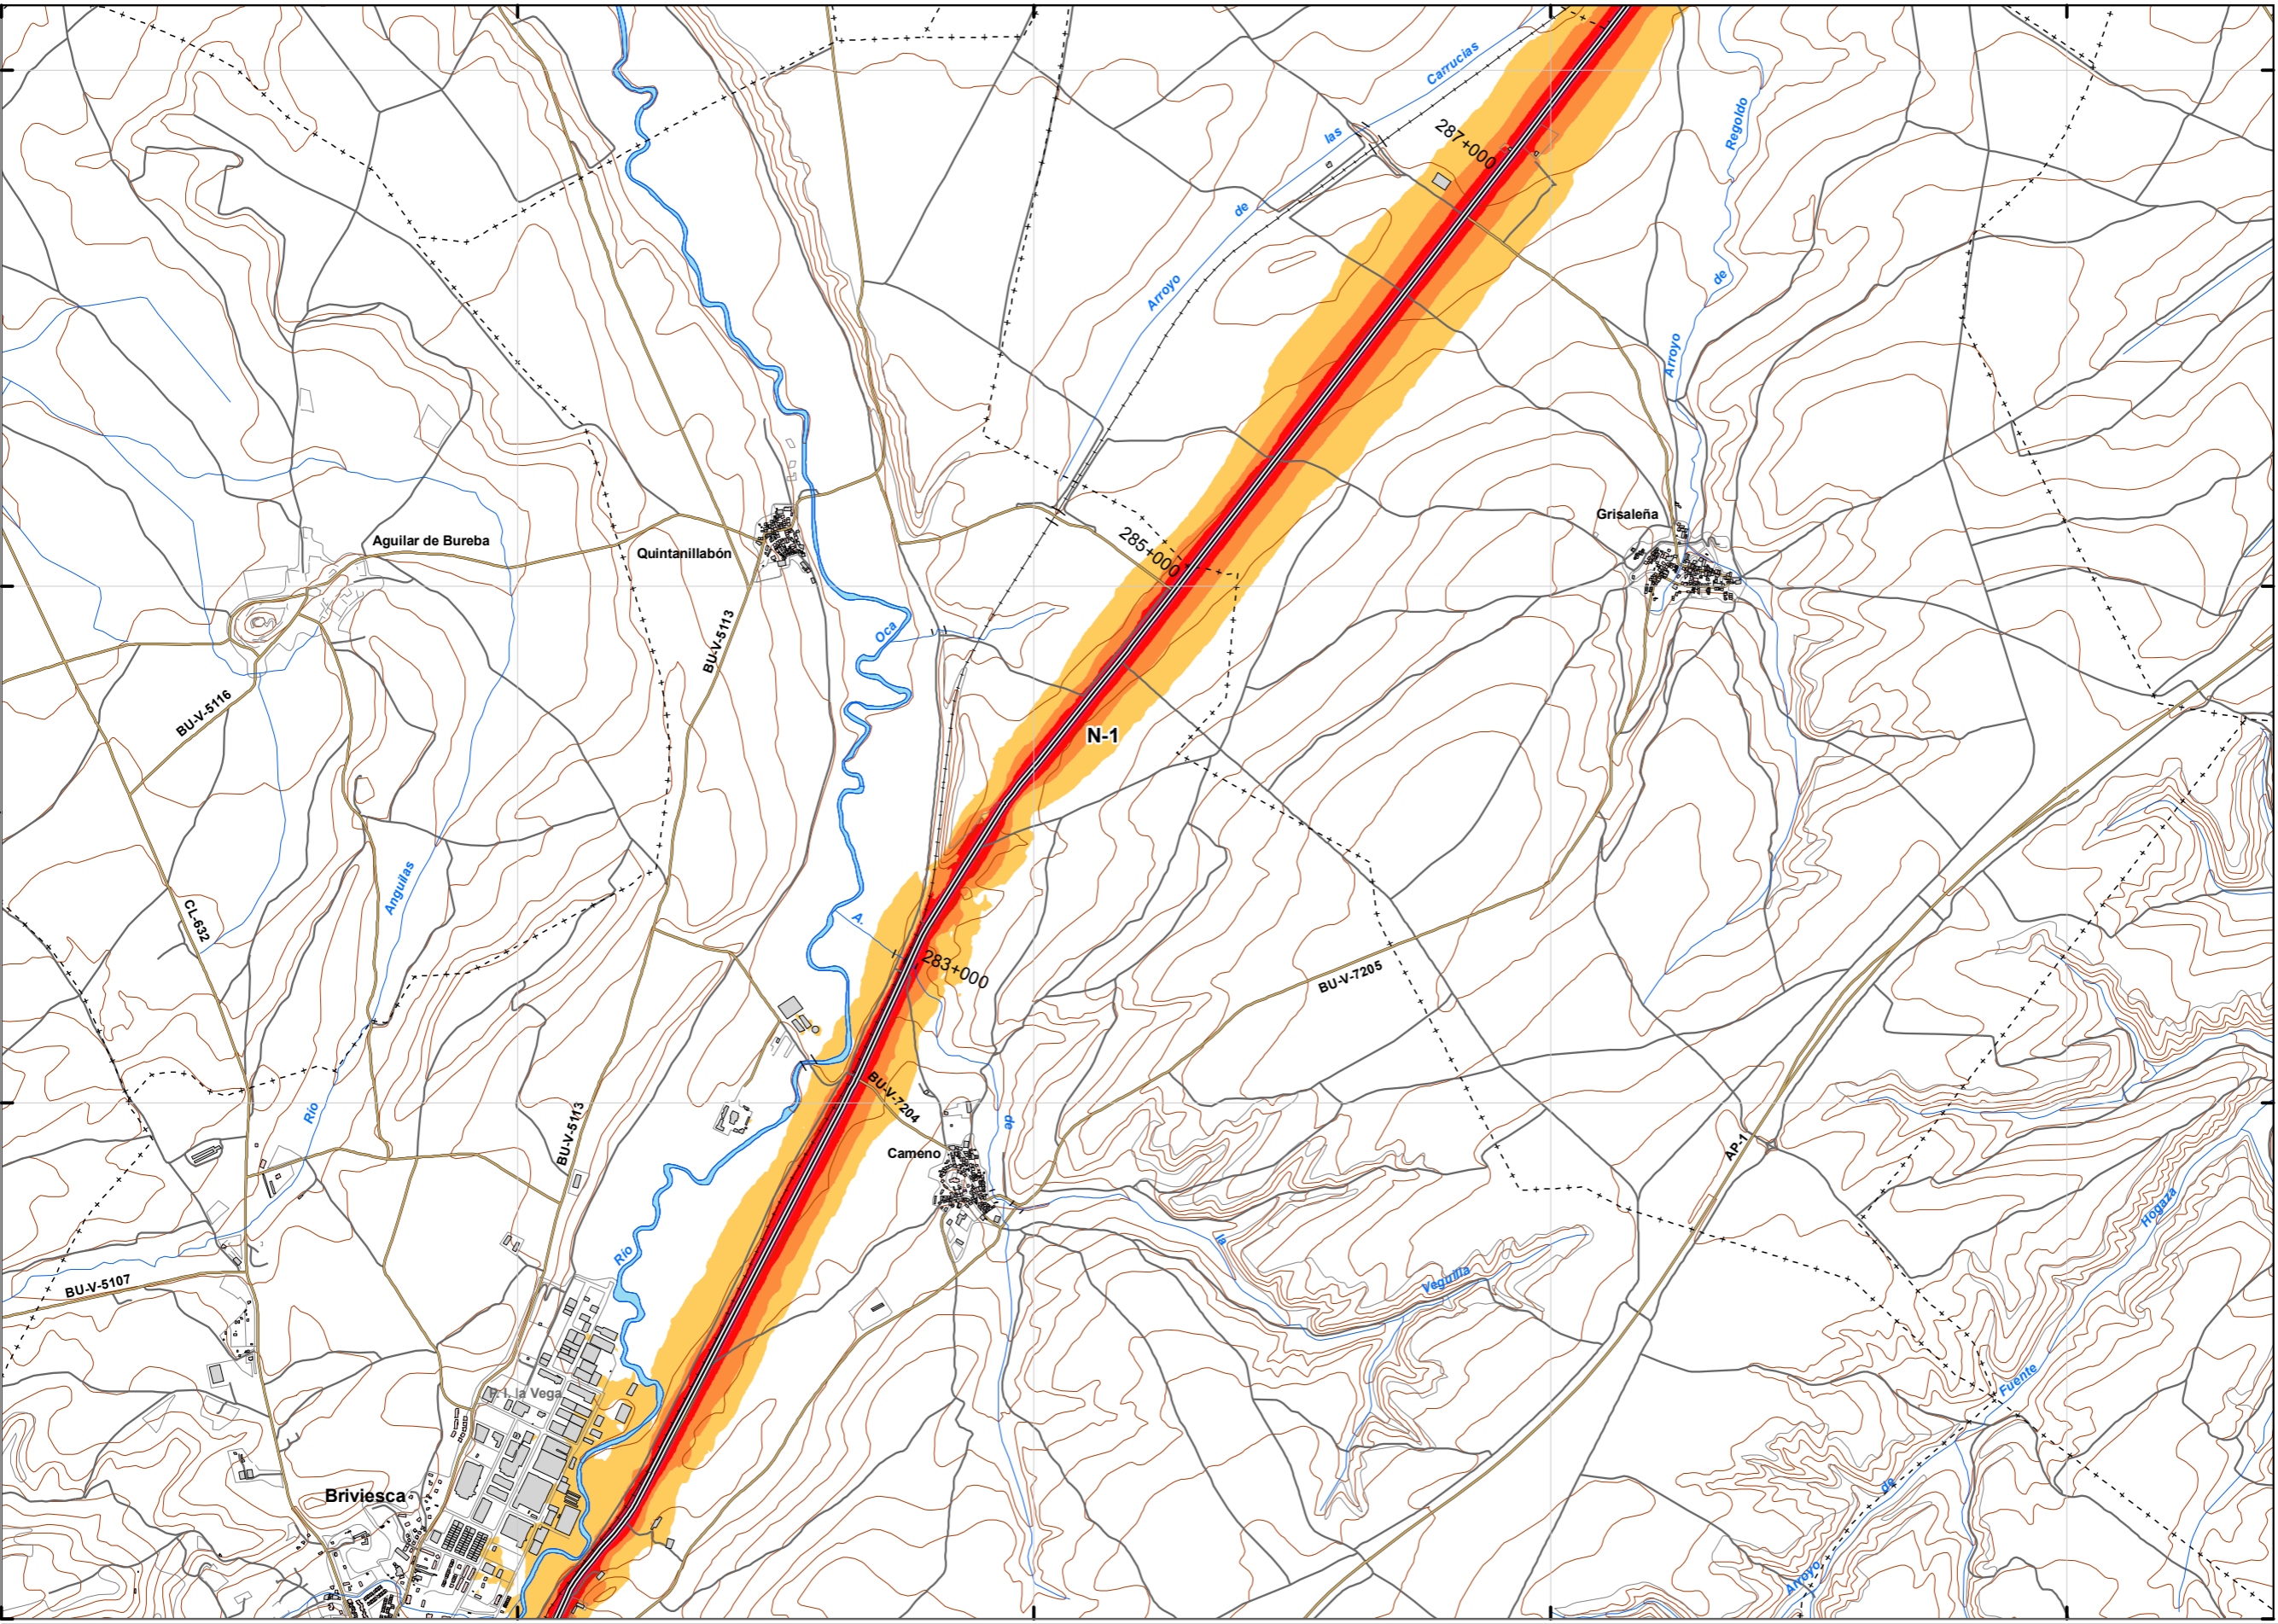 Carrucias
las
de
Arroyo
287+000
Regoldo
de
Arroyo
Grisaleña
Aguilar de Bureba
Quintanillabón
285+000
Oca
BU-V-5113
BU-V-5116
N-1
Anguilas
CL-632
A.
283+000
BU-V-7205
BU-V-7204
de
Río
BU-V-5113
Cameno
AP-1
Hogaza
la
Río
Veguilla
BU-V-5107
Fuente
P. I. la Vega
Briviesca
de
Arroyo